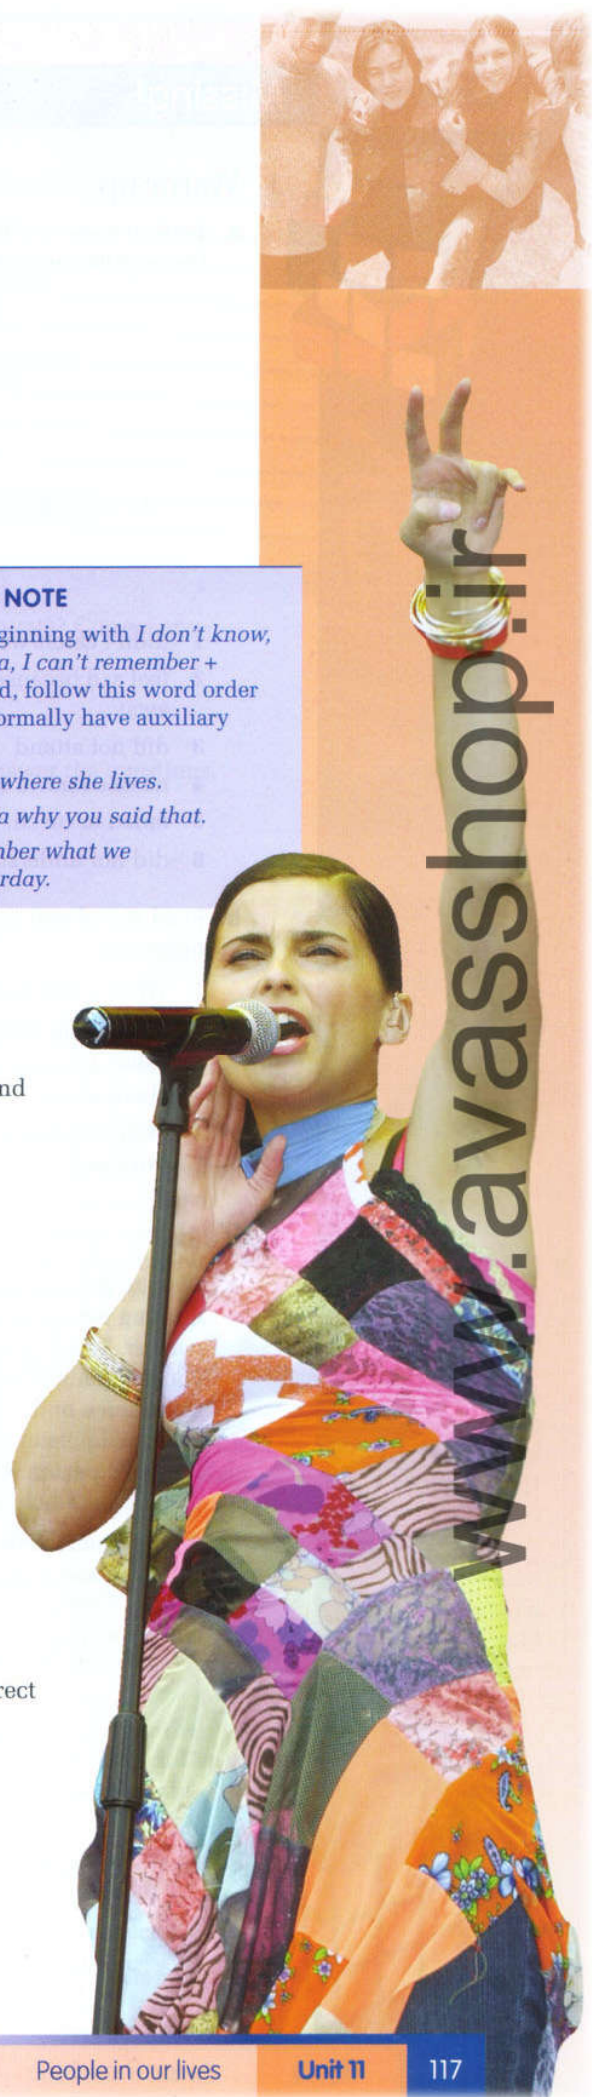 NOTE
ginning with I don't know,
a, I can't remember +
d, follow this word order
ormally have auxiliary
where she lives.
a why you said that.
nber what we
rday.
nd
rect
www.avasshop.ir
People in our lives Unit 11 117